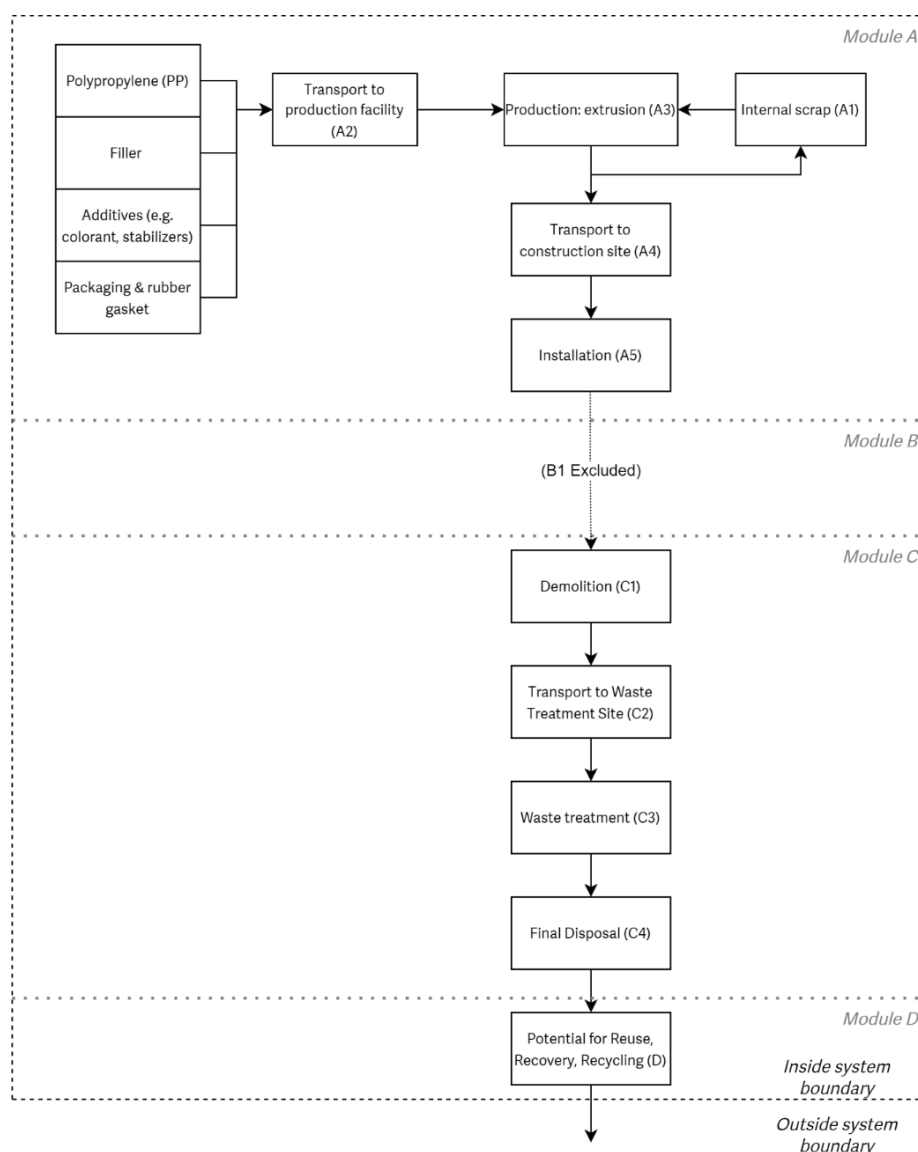 Module A
Polypropylene (PP)
Filler
Additives (e.g.
colorant, stabilizers)
Packaging & rubber
gasket
Transport to
production facility
(A2)
Production: extrusion (A3)
Internal scrap (A1)
Transport to
construction site (A4)
Installation (A5)
Module B
(B1 Excluded)
Module C
Demolition (C1)
Transport to Waste
Treatment Site (C2)
Waste treatment (C3)
Final Disposal (C4)
Module D
Potential for Reuse,
Recovery, Recycling (D)
Inside system
boundary
Outside system
boundary